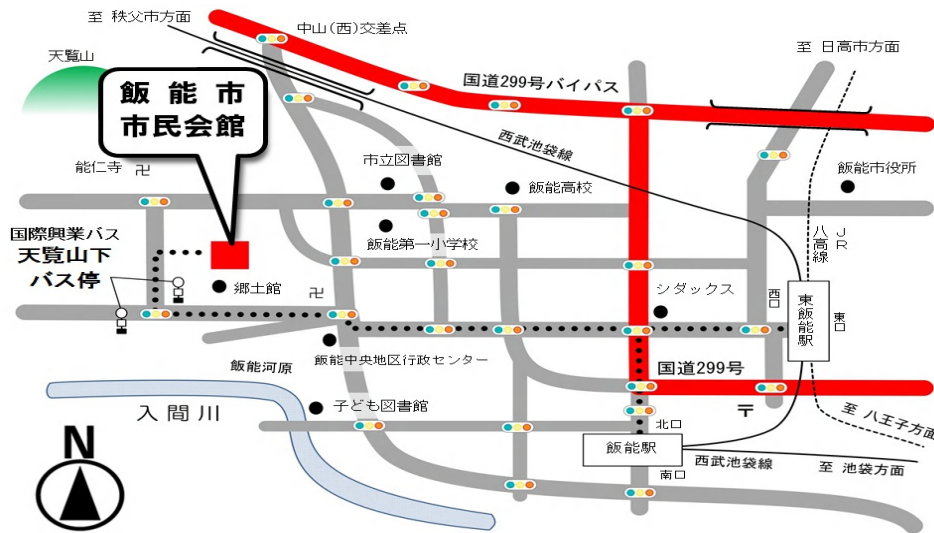 至 秩父市方面
中山(西)交差点
至 日高市方面
天覧山
飯能市
市民会館
国道299号バイパス
西武池袋線
市立図書館
能仁寺
卍
飯能高校
飯能市役所
国際興業バス
天覧山下
バス停
飯能第一小学校
JR
八高線
郷土館
卍
シダックス
西口
東飯能駅
東口
飯能河原
飯能中央地区行政センター
国道299号
入間川
子ども図書館
〒
至 八王子方面
北口
飯能駅
西武池袋線
至 池袋方面
南口
N